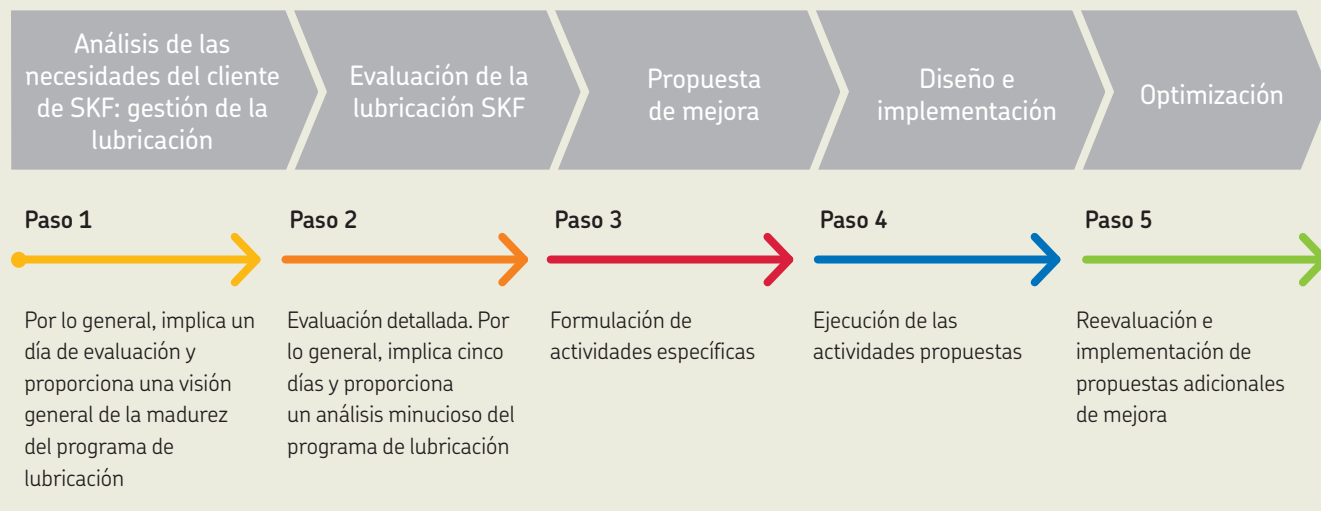 Análisis de las
necesidades del cliente
de SKF: gestión de la
lubricación
Evaluación de la
lubricación SKF
Propuesta
de mejora
Diseño e
implementación
Optimización
Paso 1
Paso 2
Paso 3
Paso 4
Paso 5
Por lo general, implica un
día de evaluación y
proporciona una visión
general de la madurez
del programa de
lubricación
Evaluación detallada. Por
lo general, implica cinco
días y proporciona
un análisis minucioso del
programa de lubricación
Formulación de
actividades específicas
Ejecución de las
actividades propuestas
Reevaluación e
implementación de
propuestas adicionales
de mejora